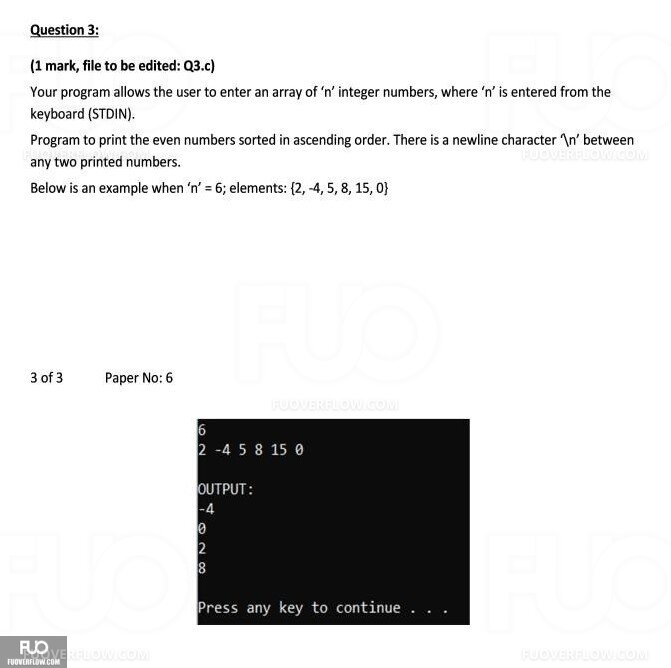 Question 3:
(1 mark, file to be edited: Q3.c)
Your program allows the user to enter an array of ‘n’ integer numbers, where ‘n’ is entered from the
keyboard (STDIN).
Program to print the even numbers sorted in ascending order. There is a newline character ‘\n’ between
FUOVERFLOW.COM
any two printed numbers.
Below is an example when ‘n’ = 6; elements: {2, -4, 5, 8, 15, 0}
FUO
3 of 3 Paper No: 6
FUOVERFLOW.COM
6
2 -4 5 8 15 0
OUTPUT:
-4
0
2
8
Press any key to continue . . .
FUO
FUOVERFLOW.COM
FUOVERFLOW.COM